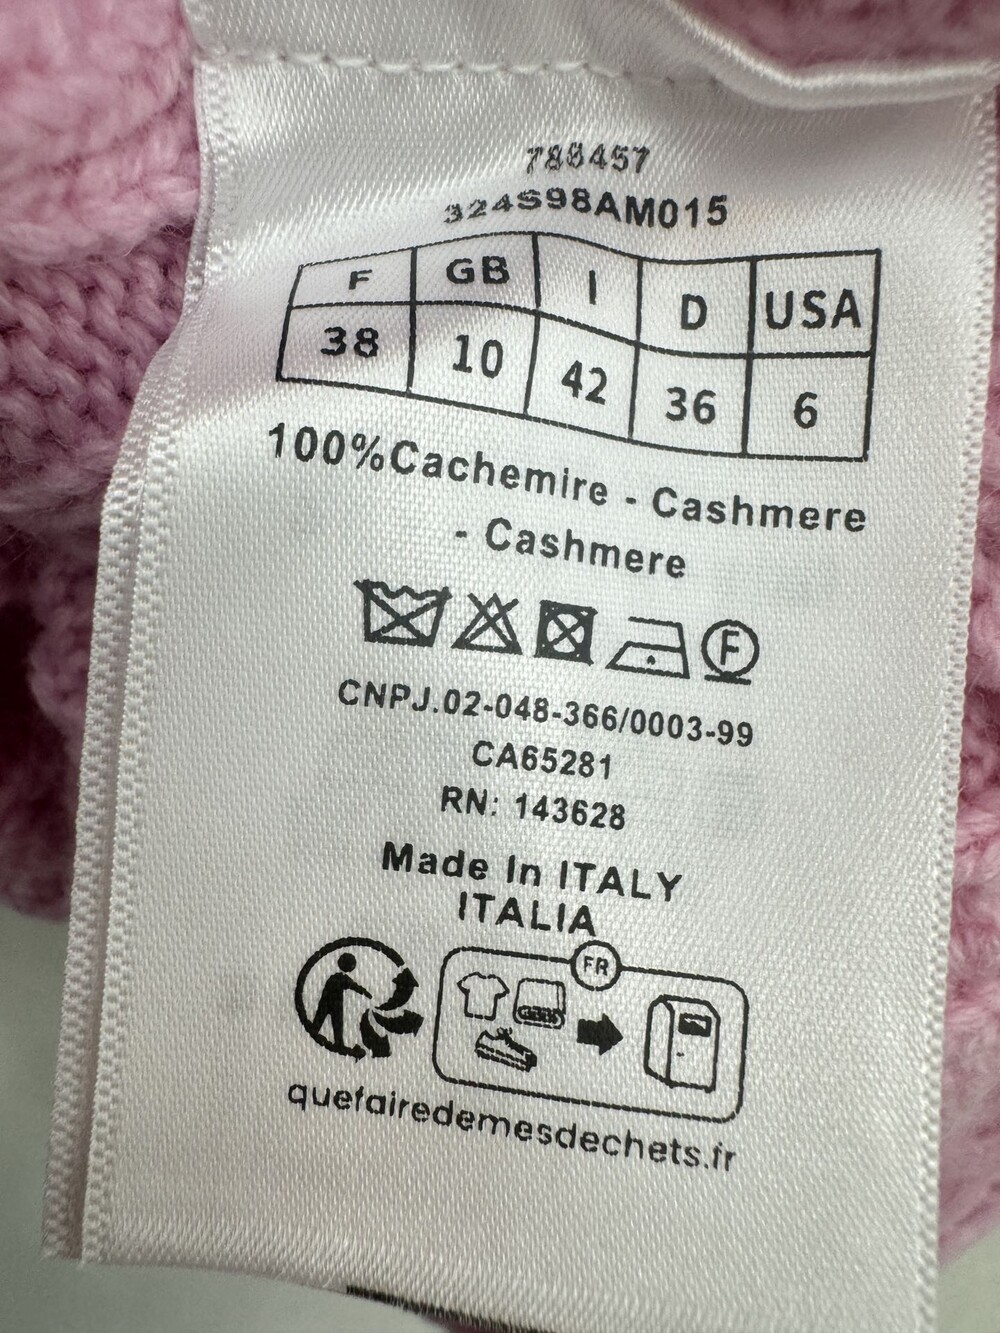 788457
324S98AM015
F GB I D USA
38 10 42 36 6
100%Cachemire - Cashmere
- Cashmere
F
CNPJ.02-048-366/0003-99
CA65281
RN: 143628
Made In ITALY
ITALIA
FR
quefairedemesdechets.fr